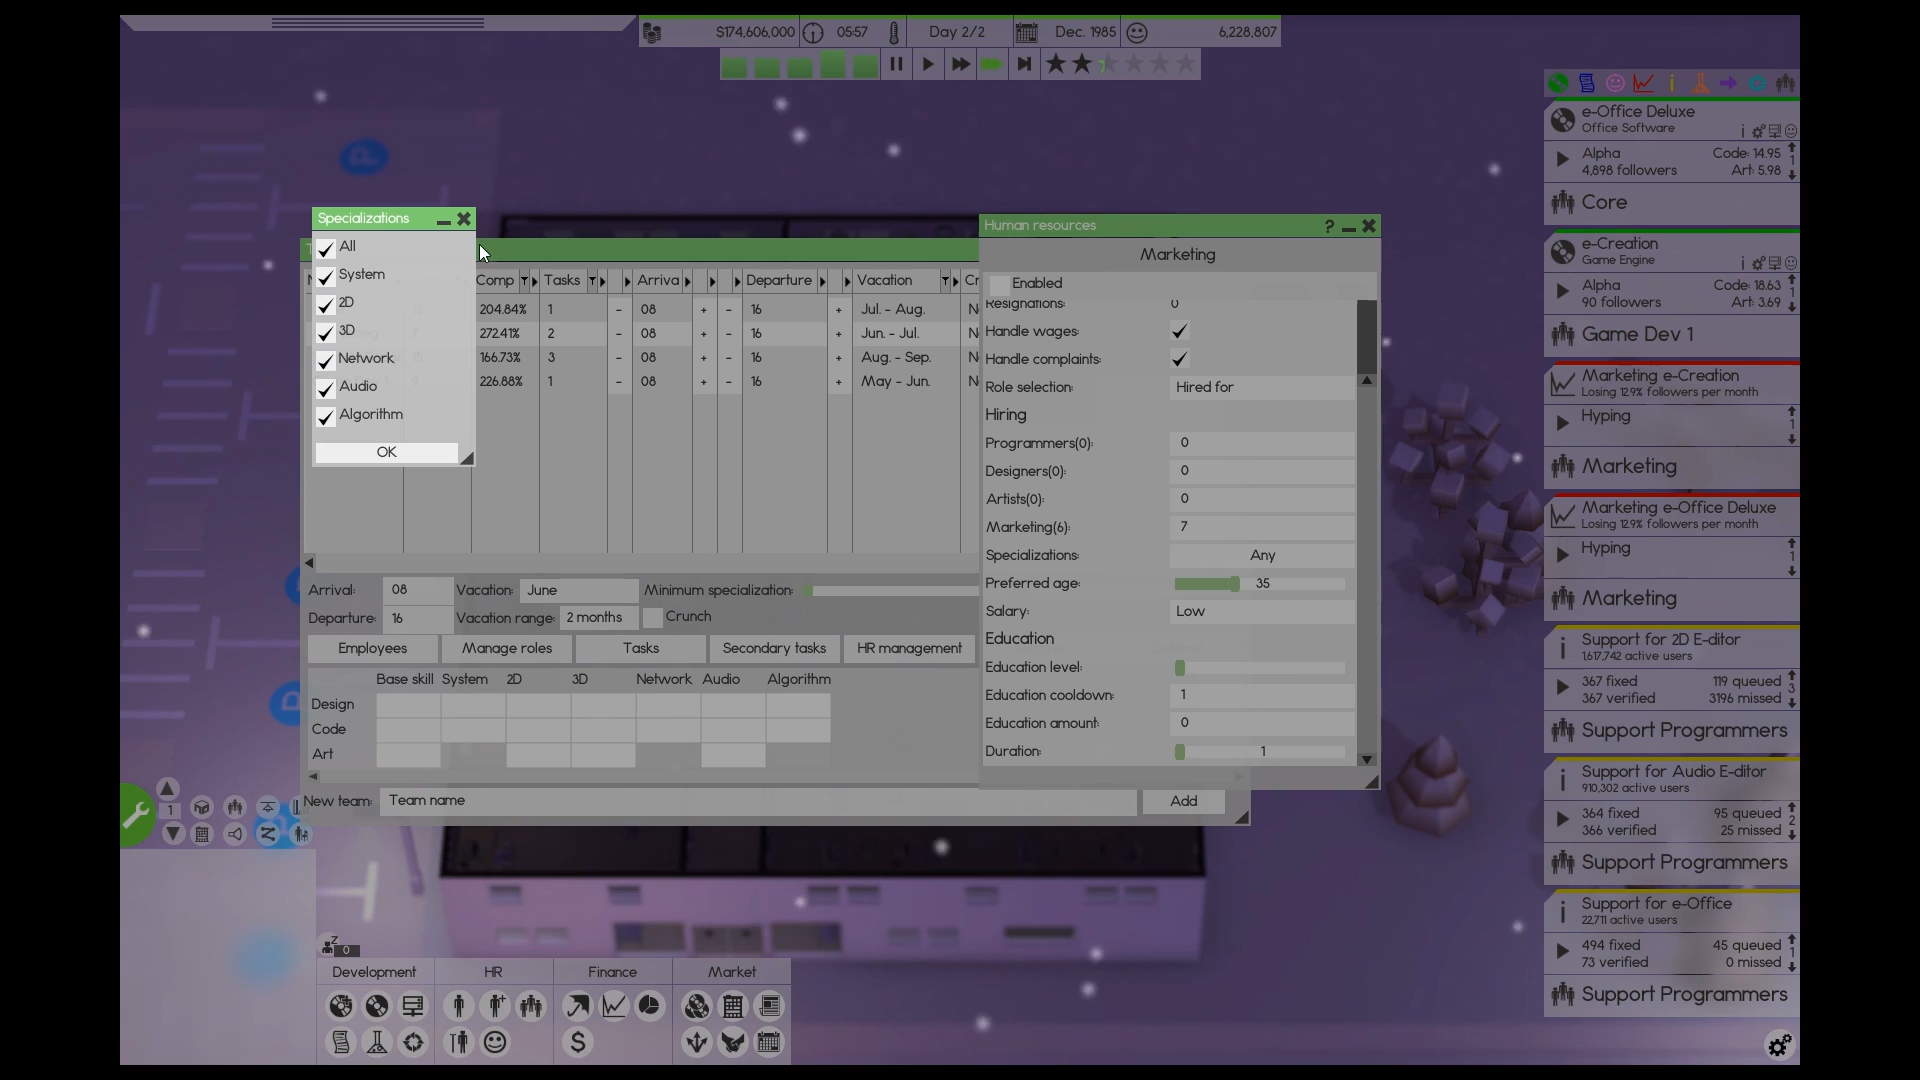 $174,606,000
05:57
Day 2/2
Dec. 1985
6,228,807
e-Office Deluxe
Office Software
Alpha
Code: 14.95
4,898 followers
Art: 5.98
1
Core
e-Creation
Game Engine
Alpha
Code: 18.63
90 followers
Art: 3.69
1
Game Dev 1
Marketing e-Creation
Losing 12.9% followers per month
Hyping
1
Marketing
Marketing e-Office Deluxe
Losing 12.9% followers per month
Hyping
1
Marketing
Support for 2D E-ditor
1,617,742 active users
367 fixed
119 queued
367 verified
3196 missed
3
Support Programmers
Support for Audio E-ditor
910,302 active users
364 fixed
95 queued
366 verified
25 missed
2
Support Programmers
Support for e-Office
22,711 active users
494 fixed
45 queued
73 verified
0 missed
1
Support Programmers
Specializations
All
System
2D
3D
Network
Audio
Algorithm
OK
Comp Tasks Arriva Departure Vacation Cr
204.84% 1 - 08 + - 16 + Jul. - Aug. N
272.41% 2 - 08 + - 16 + Jun. - Jul. N
166.73% 3 - 08 + - 16 + Aug. - Sep. N
226.88% 1 - 08 + - 16 + May - Jun. N
Arrival: 08 Vacation: June Minimum specialization:
Departure: 16 Vacation range: 2 months Crunch
Employees Manage roles Tasks Secondary tasks HR management
Base skill System 2D 3D Network Audio Algorithm
Design
Code
Art
New team: Team name Add
Human resources ?
Marketing
Enabled
Resignations: 0
Handle wages:
Handle complaints:
Role selection: Hired for
Hiring
Programmers(0): 0
Designers(0): 0
Artists(0): 0
Marketing(6): 7
Specializations: Any
Preferred age: 35
Salary: Low
Education
Education level:
Education cooldown: 1
Education amount: 0
Duration: 1
1
z
0
Development HR Finance Market